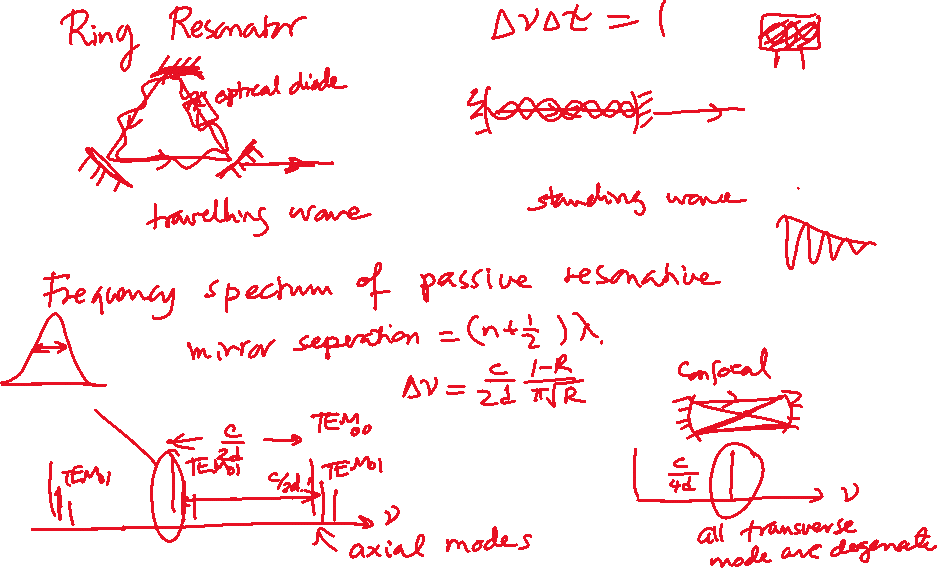 Ring Resonator
ΔνΔt = 1
optical diode
travelling wave
standing wave
Frequency spectrum of passive resonative
mirror seperation = (n+1/2)λ.
Δν = c/2d (1-R)/(π√R)
confocal
c/2d
TEM00
TEM01
TEM01
c/2d
TEM01
ν
axial modes
c/4d
ν
all transverse
mode are degenate